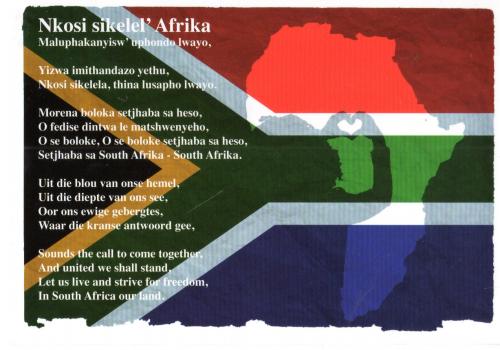 Nkosi sikelel' Afrika
Maluphakanyisw' uphondo lwayo,
Yizwa imithandazo yethu,
Nkosi sikelela, thina lusapho lwayo.
Morena boloka setjhaba sa heso,
O fedise dintwa le matshwenyeho,
O se boloke, O se boloke setjhaba sa heso,
Setjhaba sa South Afrika - South Afrika.
Uit die blou van onse hemel,
Uit die diepte van ons see,
Oor ons ewige gebergtes,
Waar die kranse antwoord gee,
Sounds the call to come together,
And united we shall stand,
Let us live and strive for freedom,
In South Africa our land.